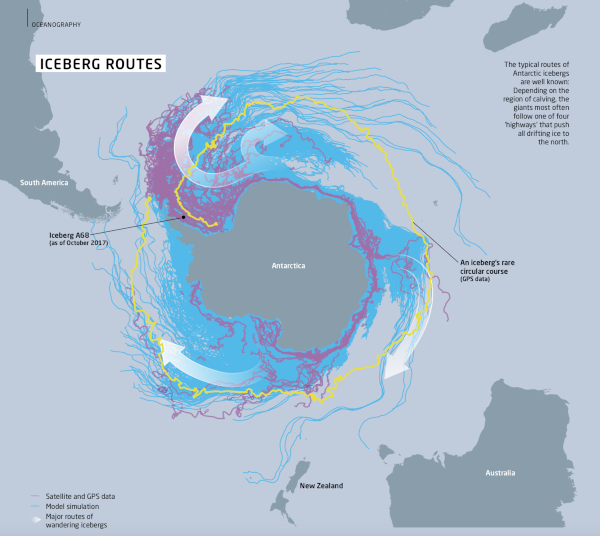 OCEANOGRAPHY
ICEBERG ROUTES
The typical routes of
Antarctic icebergs
are well known:
Depending on the
region of calving, the
giants most often
follow one of four
'highways' that push
all drifting ice to
the north.
South America
Iceberg A68
(as of October 2017)
Antarctica
An iceberg's rare
circular course
(GPS data)
Australia
New Zealand
Satellite and GPS data
Model simulation
Major routes of
wandering icebergs